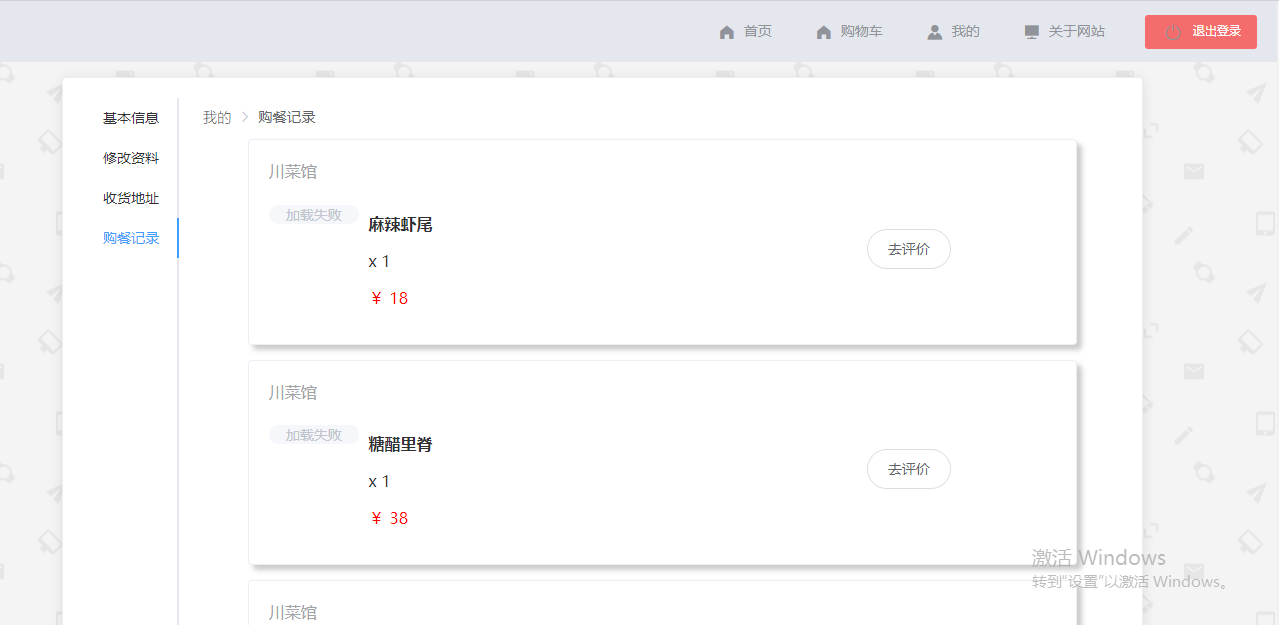 首页 购物车 我的 关于网站 退出登录
基本信息
修改资料
收货地址
购餐记录
我的 > 购餐记录
川菜馆
加载失败
麻辣虾尾
x 1
¥ 18
去评价
川菜馆
加载失败
糖醋里脊
x 1
¥ 38
去评价
川菜馆
激活 Windows
转到"设置"以激活 Windows。